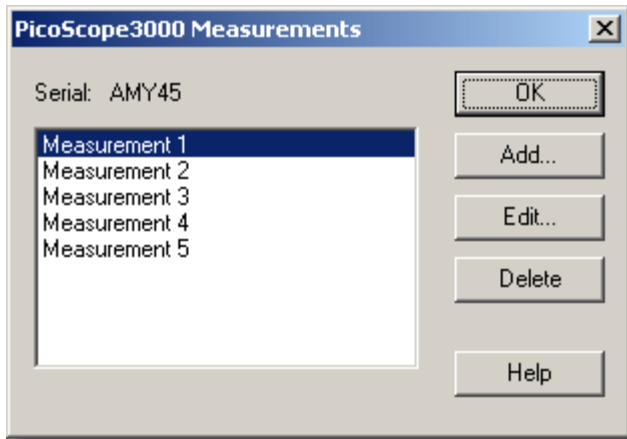 PicoScope3000 Measurements
Serial: AMY45
OK
Measurement 1
Measurement 2
Measurement 3
Measurement 4
Measurement 5
Add...
Edit...
Delete
Help